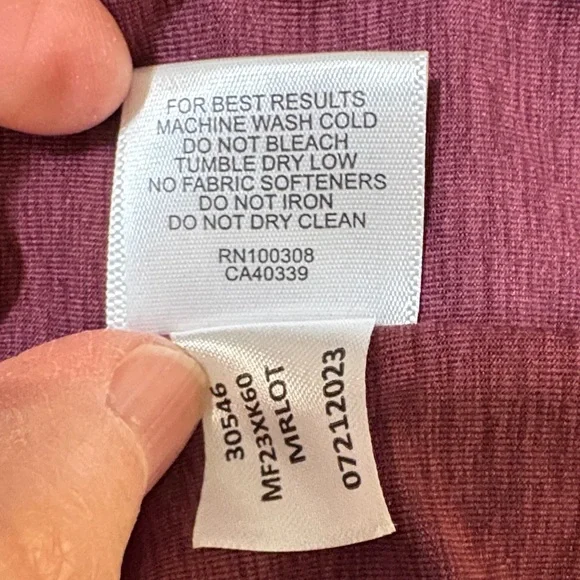 FOR BEST RESULTS
MACHINE WASH COLD
DO NOT BLEACH
TUMBLE DRY LOW
NO FABRIC SOFTENERS
DO NOT IRON
DO NOT DRY CLEAN
RN100308
CA40339
30546
MF23XK60
MRLOT
07212023